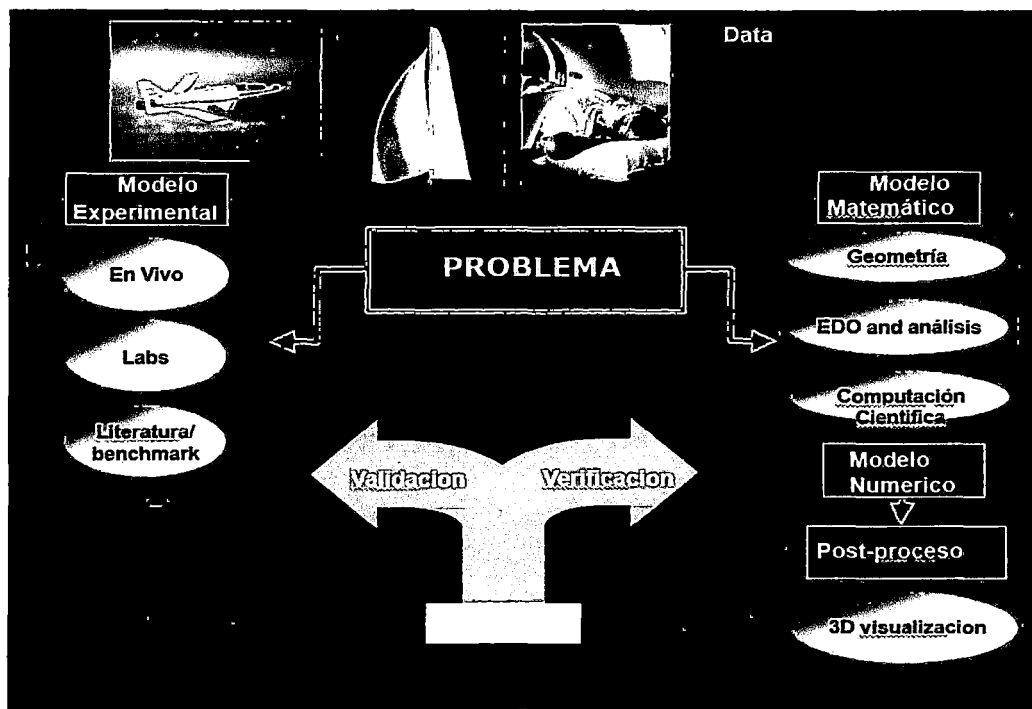 Data
Modelo
Experimental
En Vivo
Labs
Literatura/
benchmark
PROBLEMA
Validacion
Verificacion
Modelo
Matemático
Geometría
EDO and análisis
Computación
Cientifica
Modelo
Numerico
Post-proceso
3D visualizacion